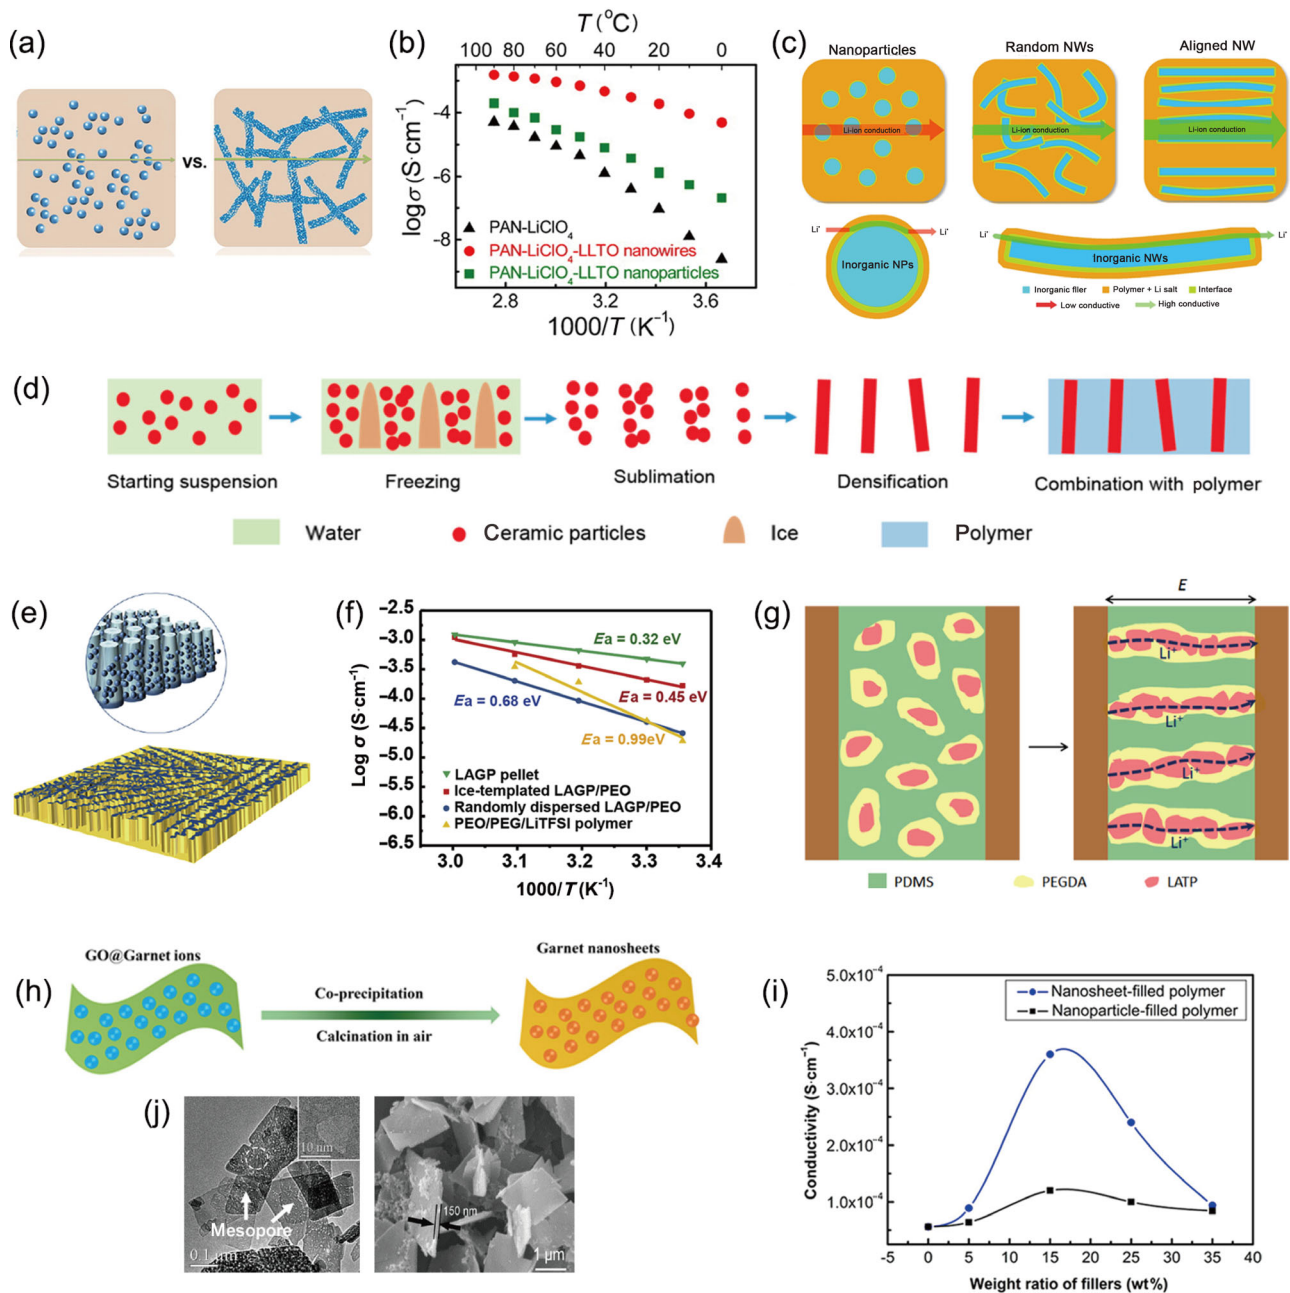 (a)
vs.
(b)
T (°C)
100 80 60 40 20 0
log σ (S·cm⁻¹)
-4
-6
-8
PAN-LiClO₄
PAN-LiClO₄-LLTO nanowires
PAN-LiClO₄-LLTO nanoparticles
2.8 3.2 3.6
1000/T (K⁻¹)
(c)
Nanoparticles
Random NWs
Aligned NW
Li-ion conduction
Li-ion conduction
Li-ion conduction
Li⁺
Li⁺
Inorganic NPs
Li⁺
Li⁺
Inorganic NWs
Inorganic filler
Polymer + Li salt
Interface
Low conductive
High conductive
(d)
Starting suspension
Freezing
Sublimation
Densification
Combination with polymer
Water
Ceramic particles
Ice
Polymer
(e)
(f)
Log σ (S·cm⁻¹)
−2.5
−3.0
−3.5
−4.0
−4.5
−5.0
−5.5
−6.0
−6.5
Ea = 0.32 eV
Ea = 0.45 eV
Ea = 0.68 eV
Ea = 0.99eV
LAGP pellet
Ice-templated LAGP/PEO
Randomly dispersed LAGP/PEO
PEO/PEG/LiTFSI polymer
3.0 3.1 3.2 3.3 3.4
1000/T (K⁻¹)
(g)
E
Li⁺
Li⁺
Li⁺
Li⁺
PDMS
PEGDA
LATP
(h)
GO@Garnet ions
Co-precipitation
Calcination in air
Garnet nanosheets
(i)
Conductivity (S·cm⁻¹)
5.0x10⁻⁴
4.0x10⁻⁴
3.0x10⁻⁴
2.0x10⁻⁴
1.0x10⁻⁴
Nanosheet-filled polymer
Nanoparticle-filled polymer
-5 0 5 10 15 20 25 30 35 40
Weight ratio of fillers (wt%)
(j)
10 nm
Mesopore
0.1 μm
150 nm
1 μm